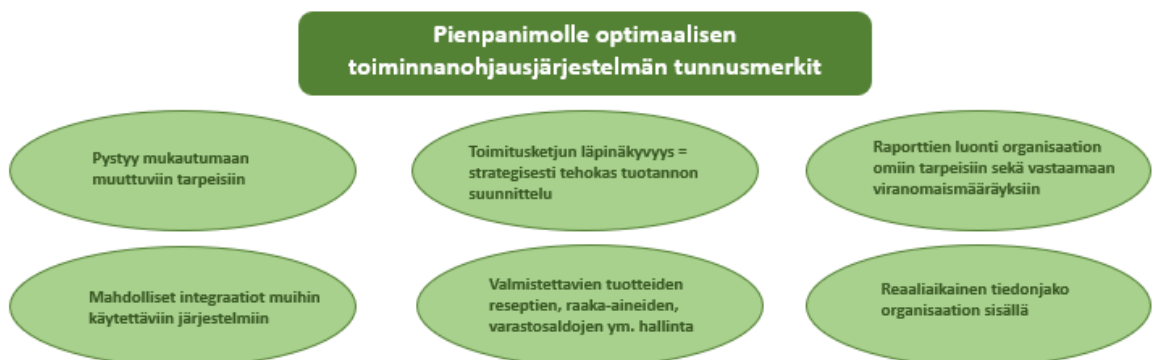 Pienpanimolle optimaalisen
toiminnanohjausjärjestelmän tunnusmerkit
Pystyy mukautumaan
muuttuviin tarpeisiin
Toimitusketjun läpinäkyvyys =
strategisesti tehokas tuotannon
suunnittelu
Raporttien luonti organisaation
omiin tarpeisiin sekä vastaamaan
viranomaismääräyksiin
Mahdolliset integraatiot muihin
käytettäviin järjestelmiin
Valmistettavien tuotteiden
reseptien, raaka-aineiden,
varastosaldojen ym. hallinta
Reaaliaikainen tiedonjako
organisaation sisällä